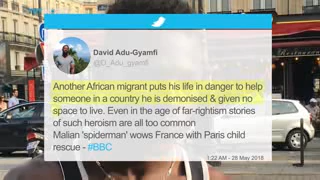 David Adu-Gyamfi
@D_Adu_gyamfi
Another African migrant puts his life in danger to help
someone in a country he is demonised & given no
space to live. Even in the age of far-rightism stories
of such heroism are all too common
Malian 'spiderman' wows France with Paris child
rescue - #BBC
1:22 AM - 28 May 2018